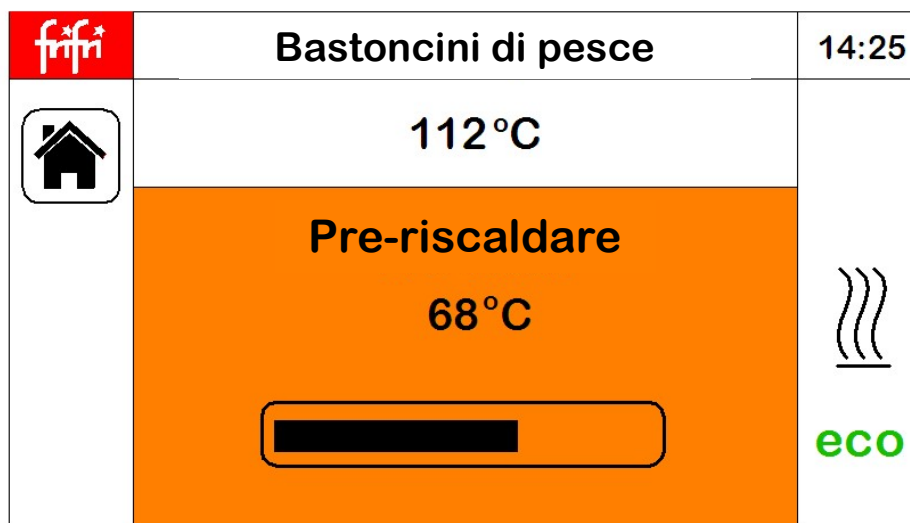 frifri
Bastoncini di pesce
14:25
112°C
Pre-riscaldare
68°C
eco